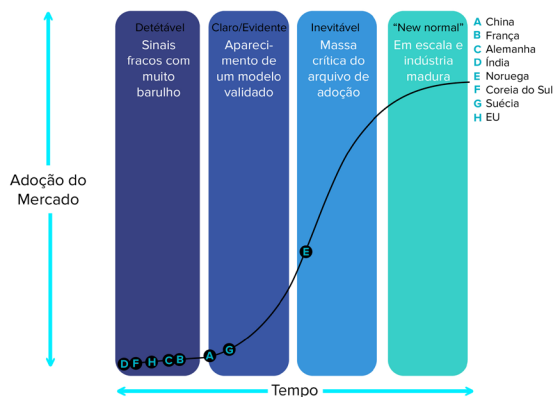 Detétável
Sinais
fracos com
muito
barulho
Claro/Evidente
Apareci-
mento de
um modelo
validado
Inevitável
Massa
crítica do
arquivo de
adoção
“New normal”
Em escala e
indústria
madura
A China
B França
C Alemanha
D Índia
E Noruega
F Coreia do Sul
G Suécia
H EU
Adoção do
Mercado
E
D F H C B A G
Tempo